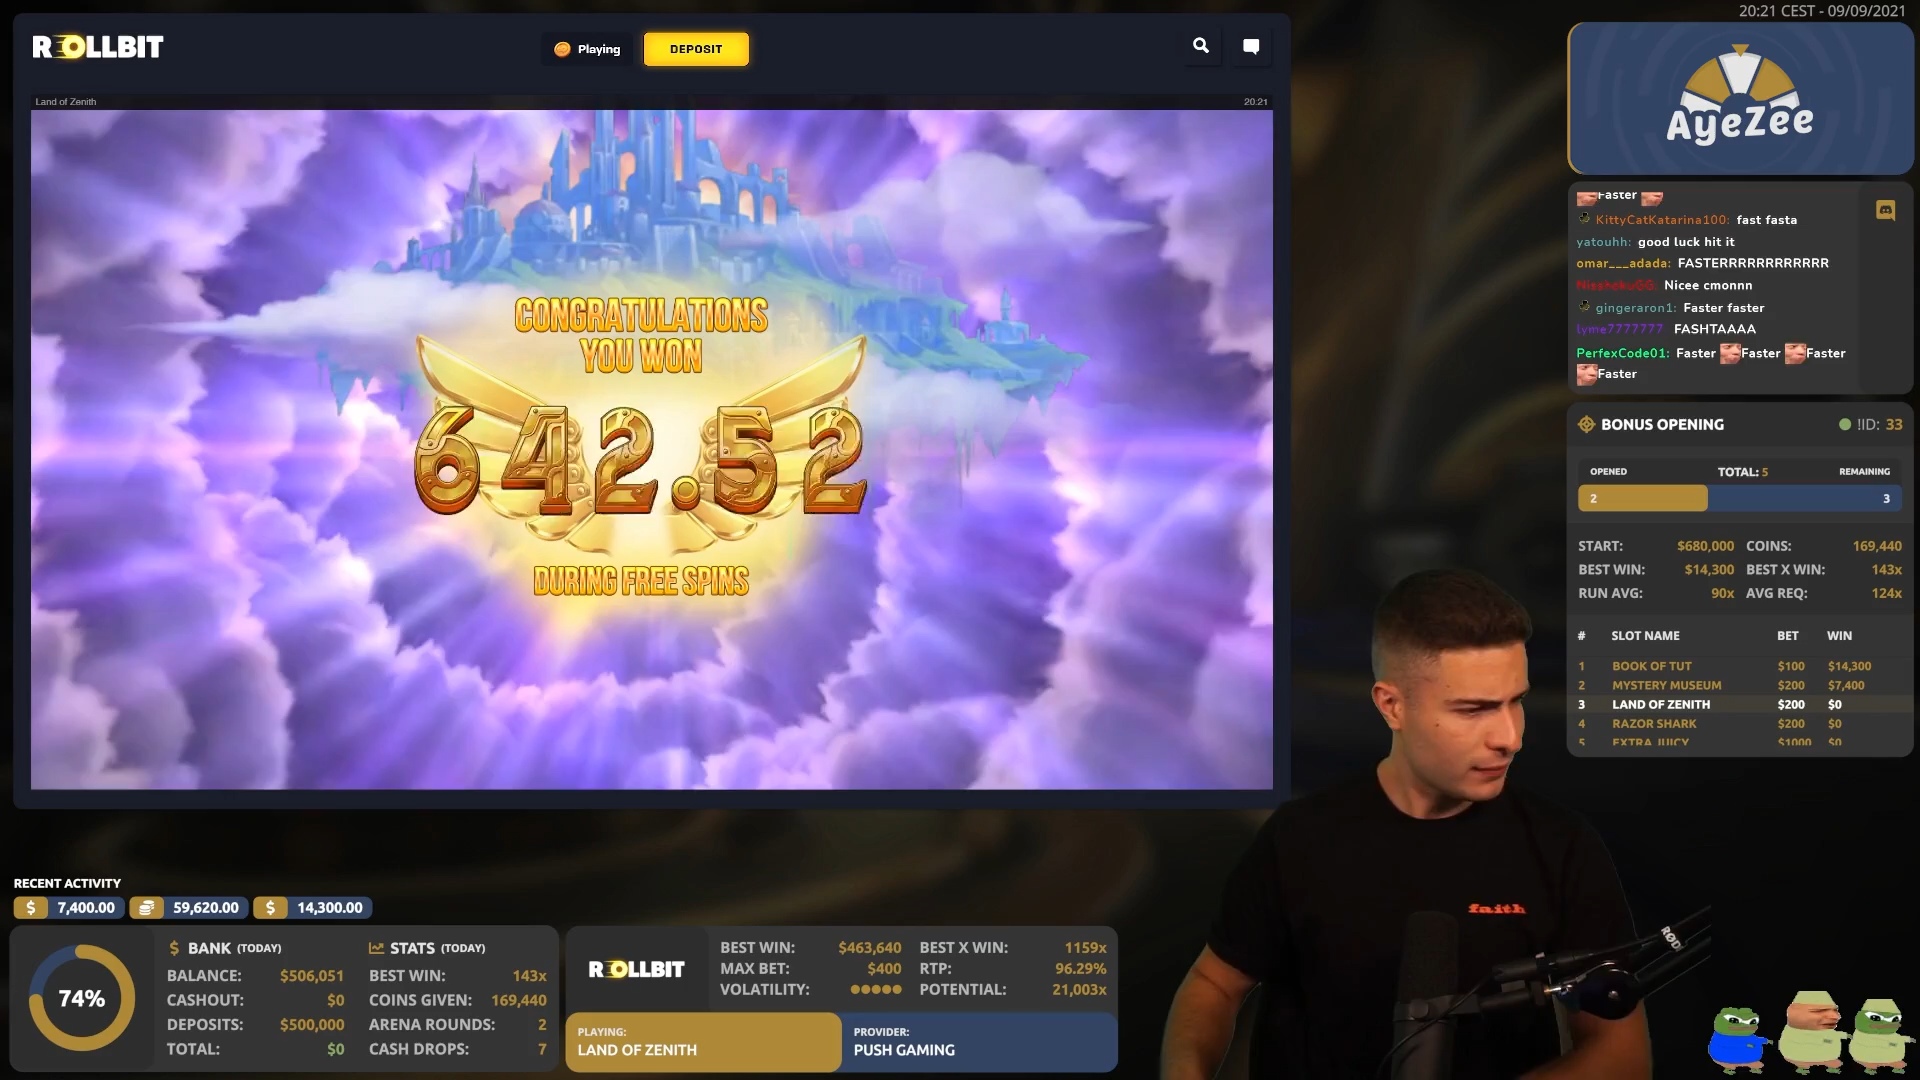 20:21 CEST - 09/09/2021
ROLLBIT
Playing
DEPOSIT
Land of Zenith
20:21
CONGRATULATIONS
YOU WON
642.52
DURING FREE SPINS
AyeZee
Faster
KittyCatKatarina100: fast fasta
yatouhh: good luck hit it
omar___adada: FASTERRRRRRRRRRRR
Nicee cmonnn
gingeraron1: Faster faster
lyme7777777 FASHTAAAA
PerfexCode01: Faster Faster Faster
Faster
BONUS OPENING
!ID: 33
OPENED TOTAL: 5 REMAINING
2 3
START: $680,000 COINS: 169,440
BEST WIN: $14,300 BEST X WIN: 143x
RUN AVG: 90x AVG REQ: 124x
# SLOT NAME BET WIN
1 BOOK OF TUT $100 $14,300
2 MYSTERY MUSEUM $200 $7,400
3 LAND OF ZENITH $200 $0
4 RAZOR SHARK $200 $0
5 EXTRA JUICY $1000 $0
faith
RØDE
RECENT ACTIVITY
$ 7,400.00 59,620.00 $ 14,300.00
74%
$ BANK (TODAY)
BALANCE: $506,051
CASHOUT: $0
DEPOSITS: $500,000
TOTAL: $0
STATS (TODAY)
BEST WIN: 143x
COINS GIVEN: 169,440
ARENA ROUNDS: 2
CASH DROPS: 7
ROLLBIT
BEST WIN: $463,640 BEST X WIN: 1159x
MAX BET: $400 RTP: 96.29%
VOLATILITY: POTENTIAL: 21,003x
PLAYING:
LAND OF ZENITH
PROVIDER:
PUSH GAMING